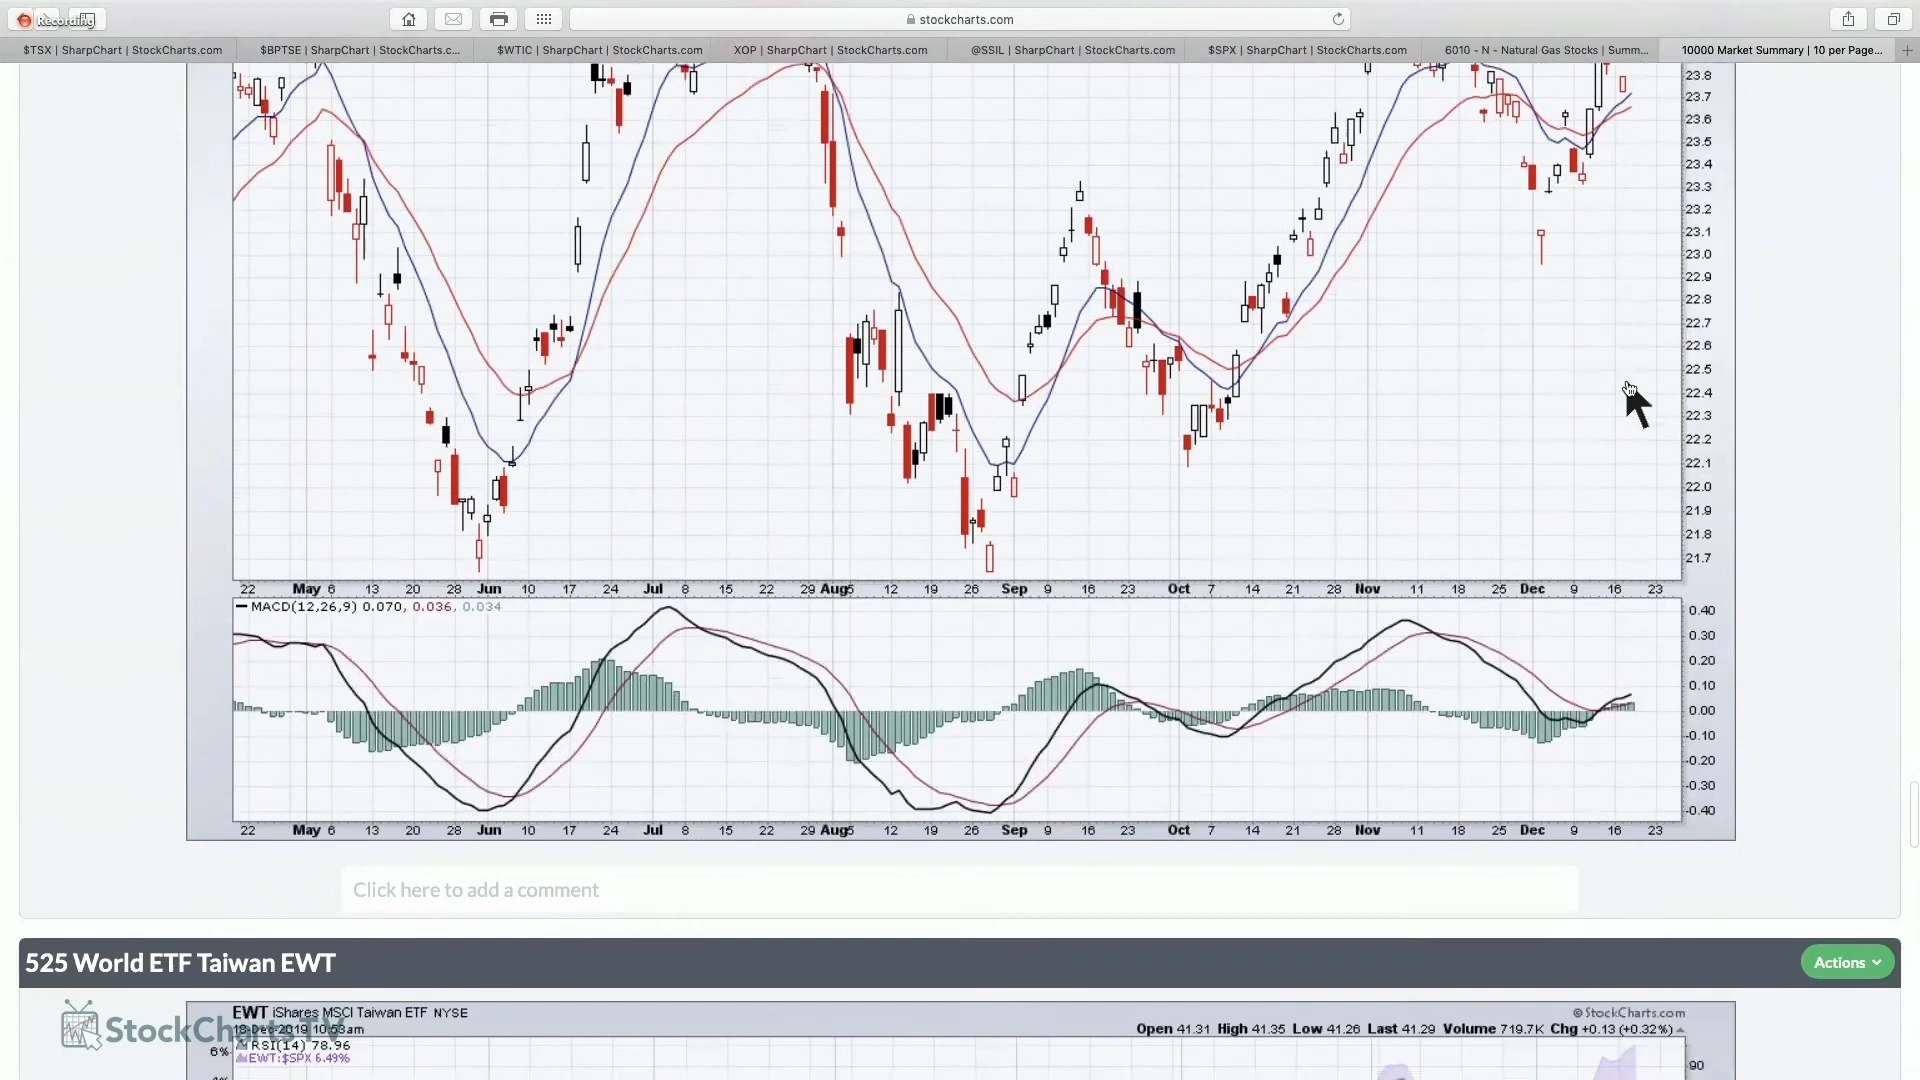 Recording
stockcharts.com
$TSX | SharpChart | StockCharts.com
$BPTSE | SharpChart | StockCharts.c...
$WTIC | SharpChart | StockCharts.com
XOP | SharpChart | StockCharts.com
@SSIL | SharpChart | StockCharts.com
$SPX | SharpChart | StockCharts.com
6010 - N - Natural Gas Stocks | Summ...
10000 Market Summary | 10 per Page...
23.8
23.7
23.6
23.5
23.4
23.3
23.2
23.1
23.0
22.9
22.8
22.7
22.6
22.5
22.4
22.3
22.2
22.1
22.0
21.9
21.8
21.7
22 May 6 13 20 28 Jun 10 17 24 Jul 8 15 22 29 Aug5 12 19 26 Sep 9 16 23 Oct 7 14 21 28 Nov 11 18 25 Dec 9 16 23
MACD(12,26,9) 0.070, 0.036, 0.034
0.40
0.30
0.20
0.10
0.00
-0.10
-0.20
-0.30
-0.40
22 May 6 13 20 28 Jun 10 17 24 Jul 8 15 22 29 Aug5 12 19 26 Sep 9 16 23 Oct 7 14 21 28 Nov 11 18 25 Dec 9 16 23
Click here to add a comment
525 World ETF Taiwan EWT
Actions
EWT iShares MSCI Taiwan ETF NYSE
© StockCharts.com
18-Dec-2019 10:53am
Open 41.31 High 41.35 Low 41.26 Last 41.29 Volume 719.7K Chg +0.13 (+0.32%)
StockCharts TV
RSI(14) 78.96
6%
EWT:$SPX 6.49%
90